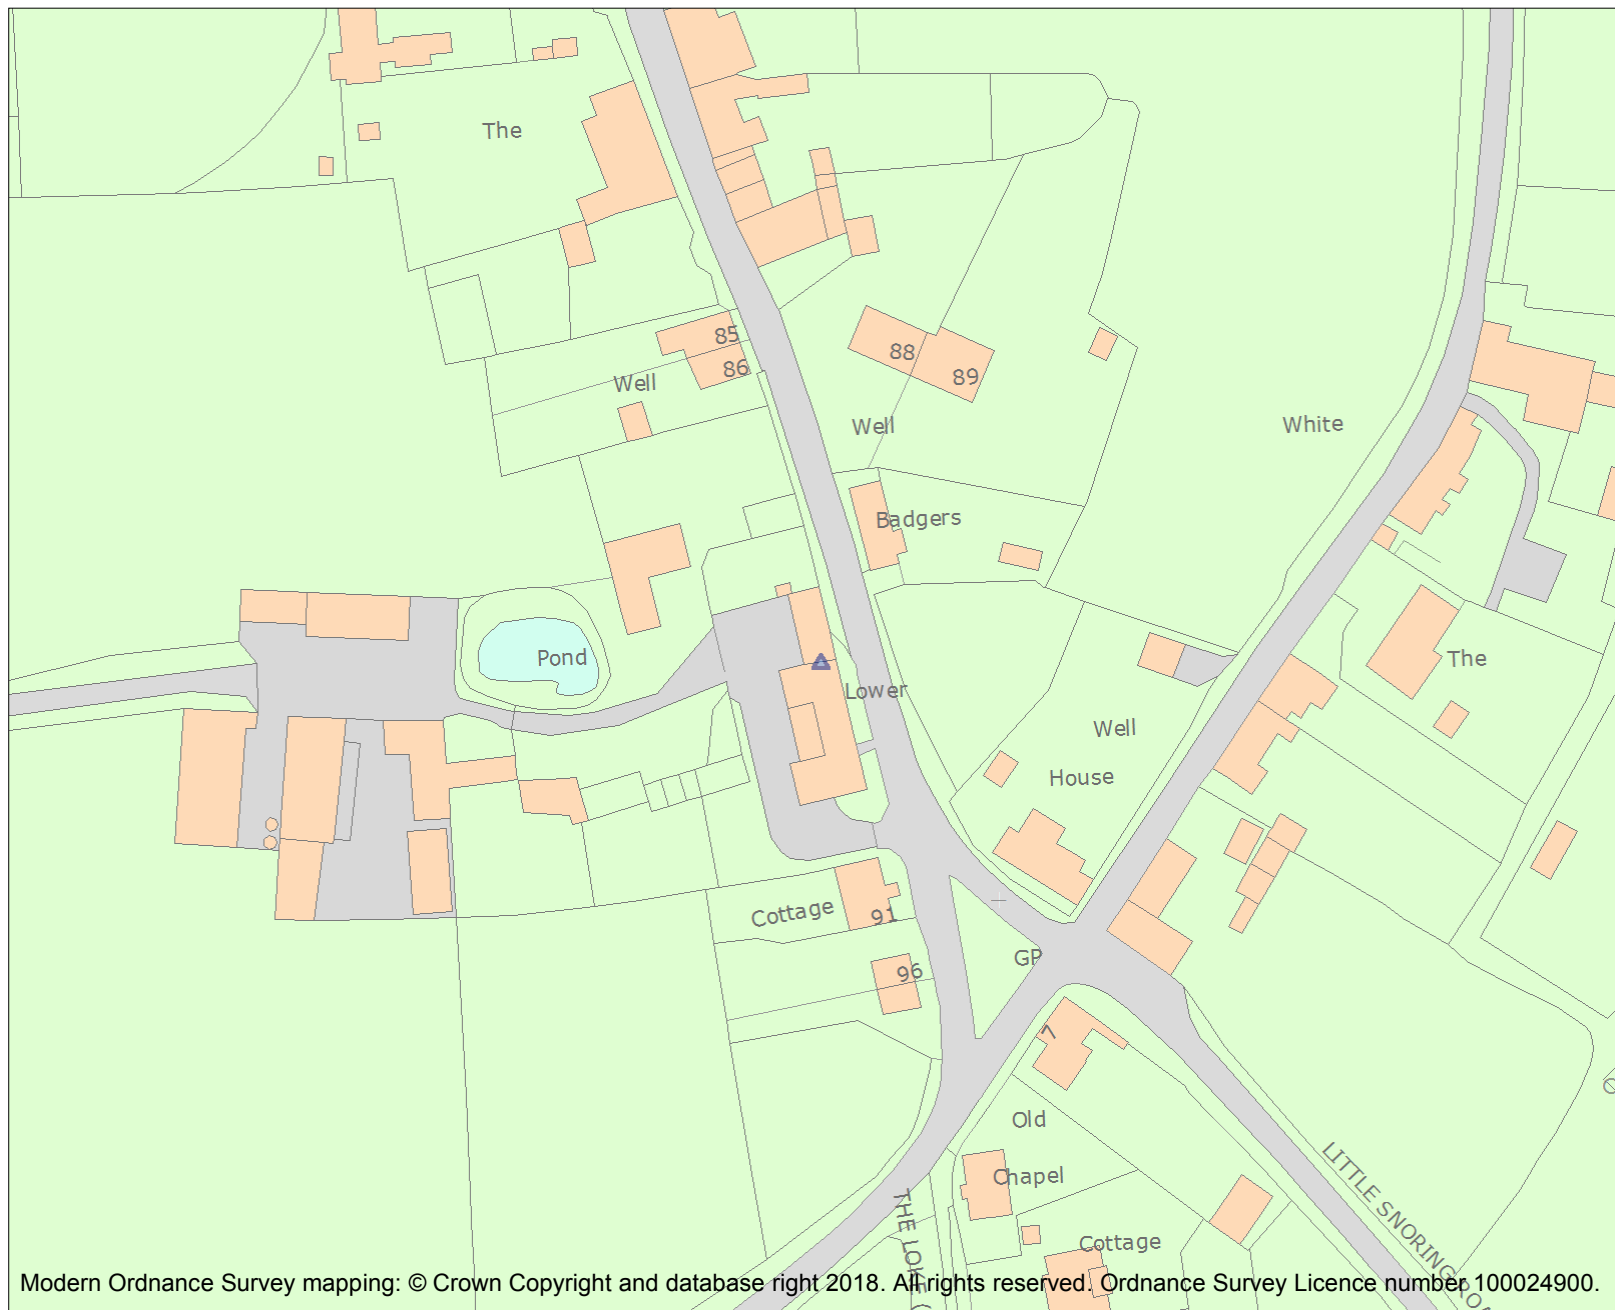 The
85
86
Well
88
89
Well
White
Badgers
Pond
The
Lower
Well
House
Cottage
91
96
GP
7
Old
Chapel
THE LOKE
LITTLE SNORING
Cottage
Modern Ordnance Survey mapping: © Crown Copyright and database right 2018. All rights reserved. Ordnance Survey Licence number 100024900.